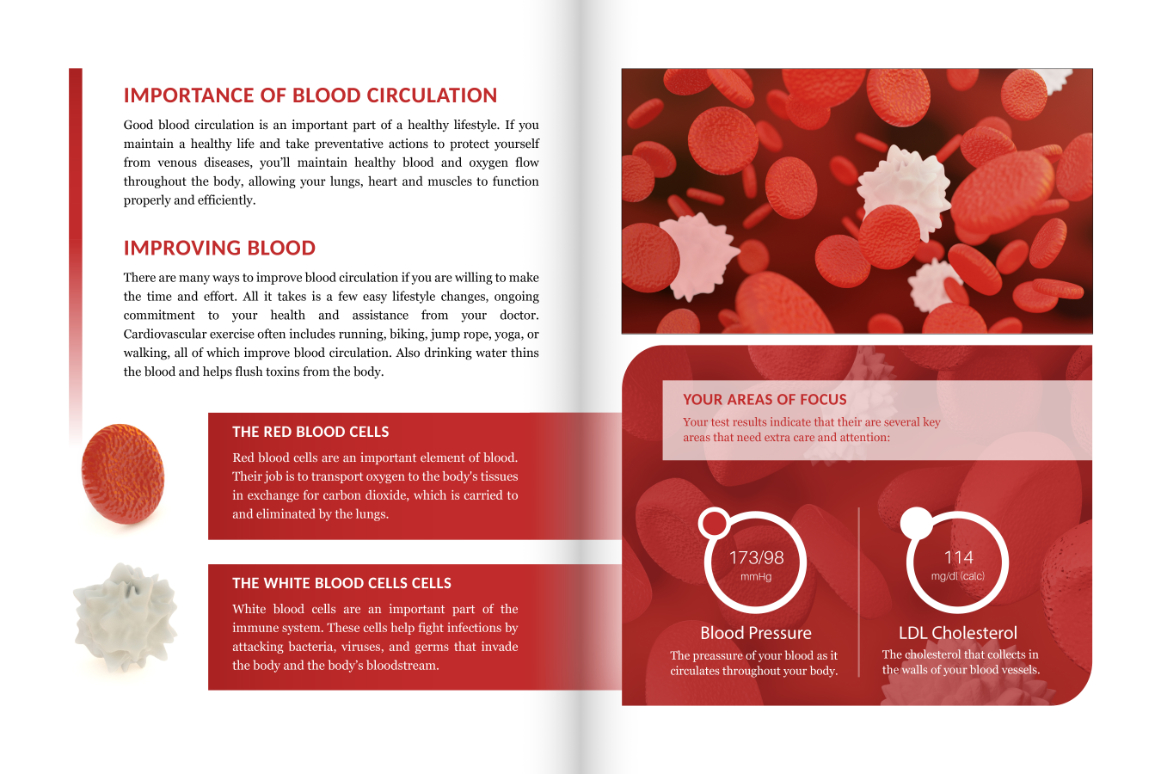 IMPORTANCE OF BLOOD CIRCULATION
Good blood circulation is an important part of a healthy lifestyle. If you
maintain a healthy life and take preventative actions to protect yourself
from venous diseases, you'll maintain healthy blood and oxygen flow
throughout the body, allowing your lungs, heart and muscles to function
properly and efficiently.
IMPROVING BLOOD
There are many ways to improve blood circulation if you are willing to make
the time and effort. All it takes is a few easy lifestyle changes, ongoing
commitment to your health and assistance from your doctor.
Cardiovascular exercise often includes running, biking, jump rope, yoga, or
walking, all of which improve blood circulation. Also drinking water thins
the blood and helps flush toxins from the body.
THE RED BLOOD CELLS
Red blood cells are an important element of blood.
Their job is to transport oxygen to the body's tissues
in exchange for carbon dioxide, which is carried to
and eliminated by the lungs.
THE WHITE BLOOD CELLS CELLS
White blood cells are an important part of the
immune system. These cells help fight infections by
attacking bacteria, viruses, and germs that invade
the body and the body's bloodstream.
YOUR AREAS OF FOCUS
Your test results indicate that their are several key
areas that need extra care and attention:
173/98
mmHg
Blood Pressure
The preassure of your blood as it
circulates throughout your body.
114
mg/dl (calc)
LDL Cholesterol
The cholesterol that collects in
the walls of your blood vessels.